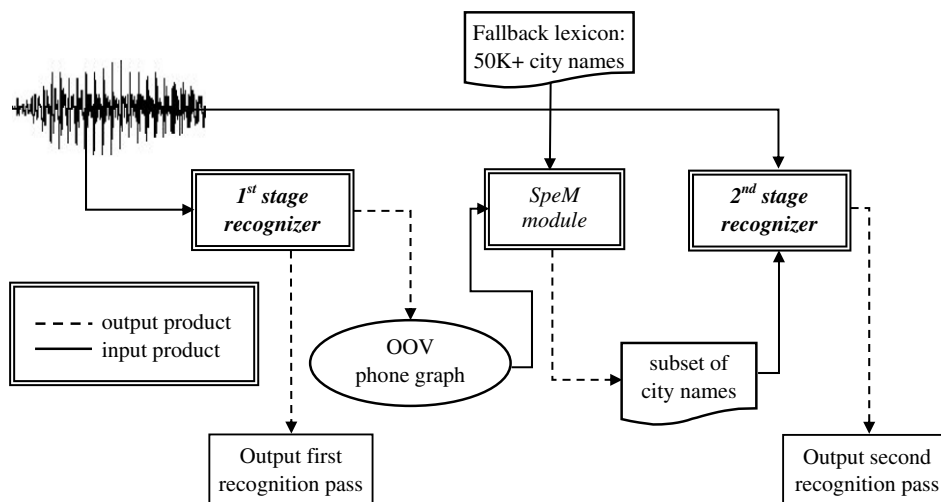 Fallback lexicon:
50K+ city names
1st stage
recognizer
SpeM
module
2nd stage
recognizer
output product
input product
OOV
phone graph
subset of
city names
Output first
recognition pass
Output second
recognition pass